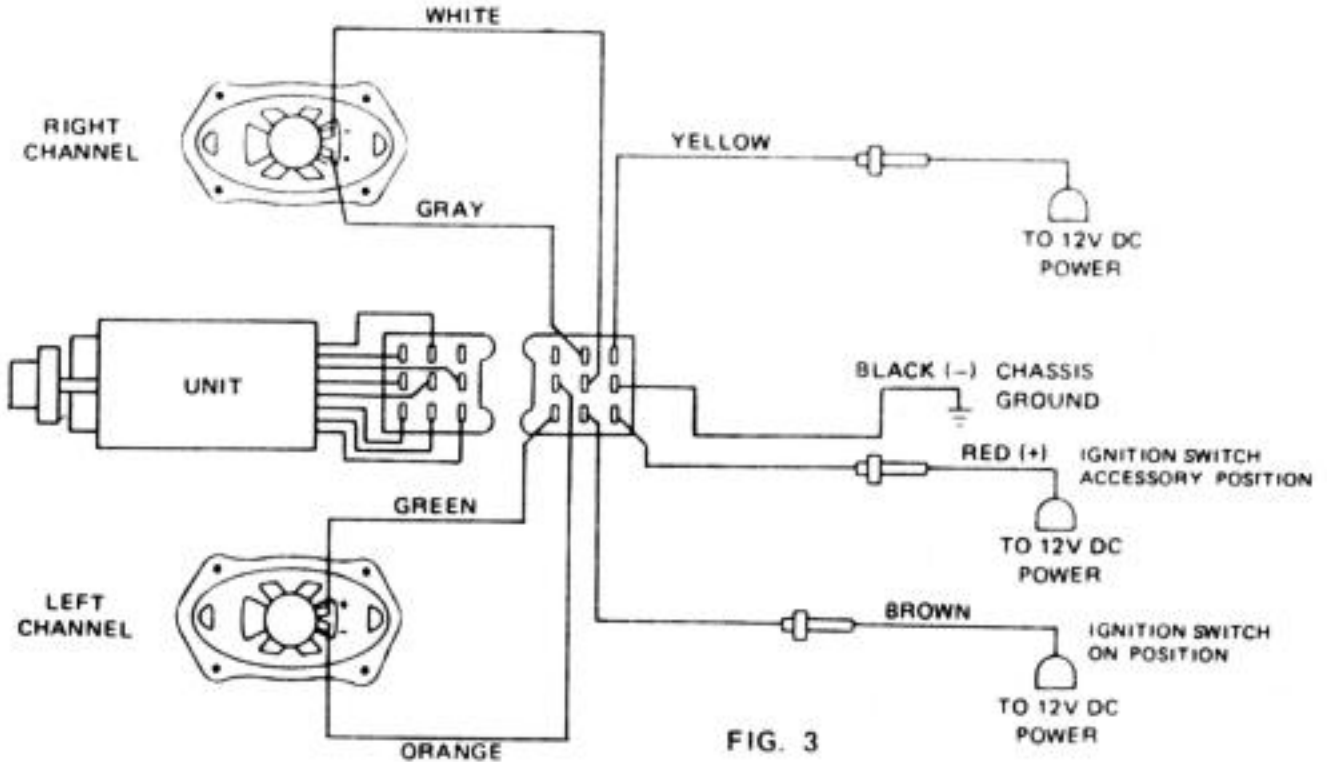 WHITE
RIGHT
CHANNEL
-
+
GRAY
YELLOW
TO 12V DC
POWER
UNIT
BLACK (−) CHASSIS
GROUND
RED (+) IGNITION SWITCH
ACCESSORY POSITION
TO 12V DC
POWER
GREEN
LEFT
CHANNEL
+
-
BROWN
IGNITION SWITCH
ON POSITION
TO 12V DC
POWER
ORANGE
FIG. 3